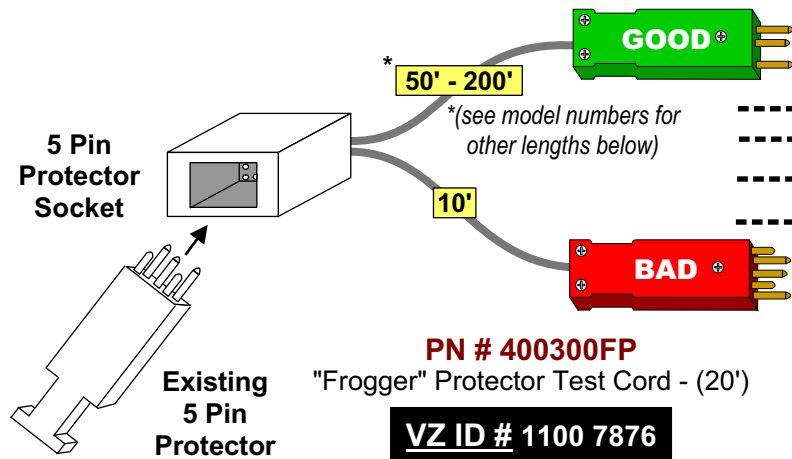 GOOD
*
50' - 200'
*(see model numbers for
other lengths below)
5 Pin
Protector
Socket
10'
BAD
PN # 400300FP
"Frogger" Protector Test Cord - (20')
Existing
5 Pin
Protector
VZ ID # 1100 7876